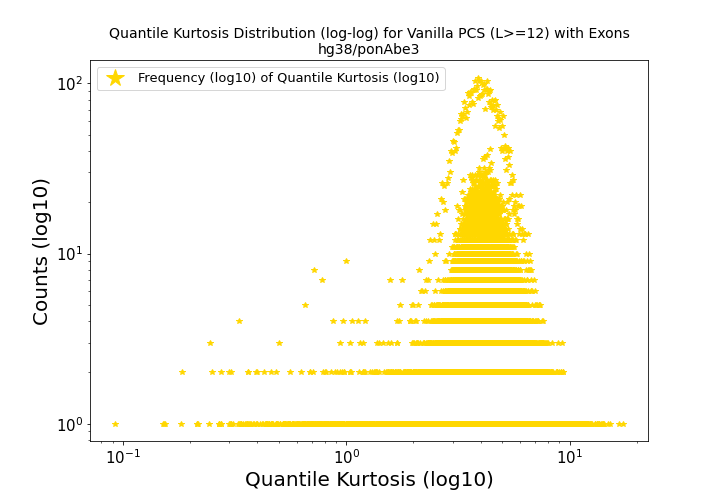 Quantile Kurtosis Distribution (log-log) for Vanilla PCS (L>=12) with Exons
hg38/ponAbe3
Frequency (log10) of Quantile Kurtosis (log10)
Counts (log10)
10²
10¹
10⁰
10⁻¹
10⁰
10¹
Quantile Kurtosis (log10)